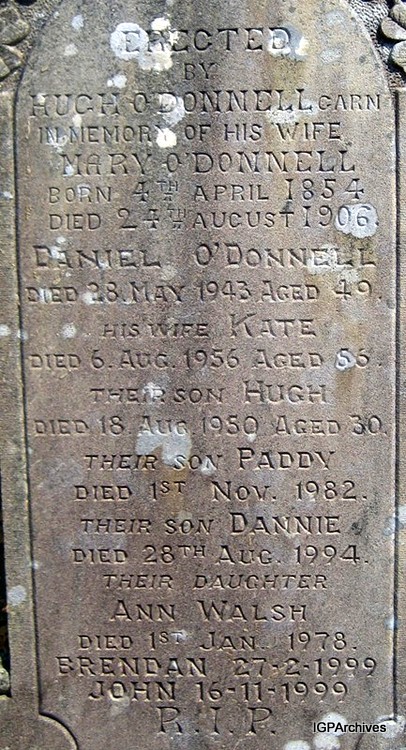 ERECTED
BY
HUGH O'DONNELL GARN
IN MEMORY OF HIS WIFE
MARY O'DONNELL
BORN 4TH APRIL 1854
DIED 24TH AUGUST 1906.
DANIEL O'DONNELL
DIED 28. MAY 1943 AGED 49.
HIS WIFE KATE
DIED 6. AUG. 1956 AGED 56.
THEIR SON HUGH
DIED 18. AUG 1950 AGED 30.
THEIR SON PADDY
DIED 1ST NOV. 1982.
THEIR SON DANNIE
DIED 28TH AUG. 1994.
THEIR DAUGHTER
ANN WALSH
DIED 1ST JAN. 1978.
BRENDAN 27-2-1999
JOHN 16-11-1999
R.I.P.
IGPArchives